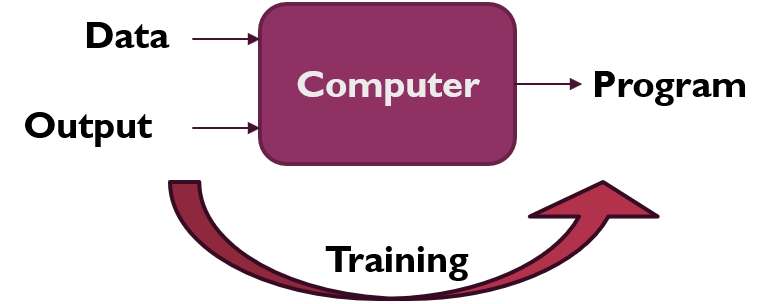 Data
Computer
Program
Output
Training